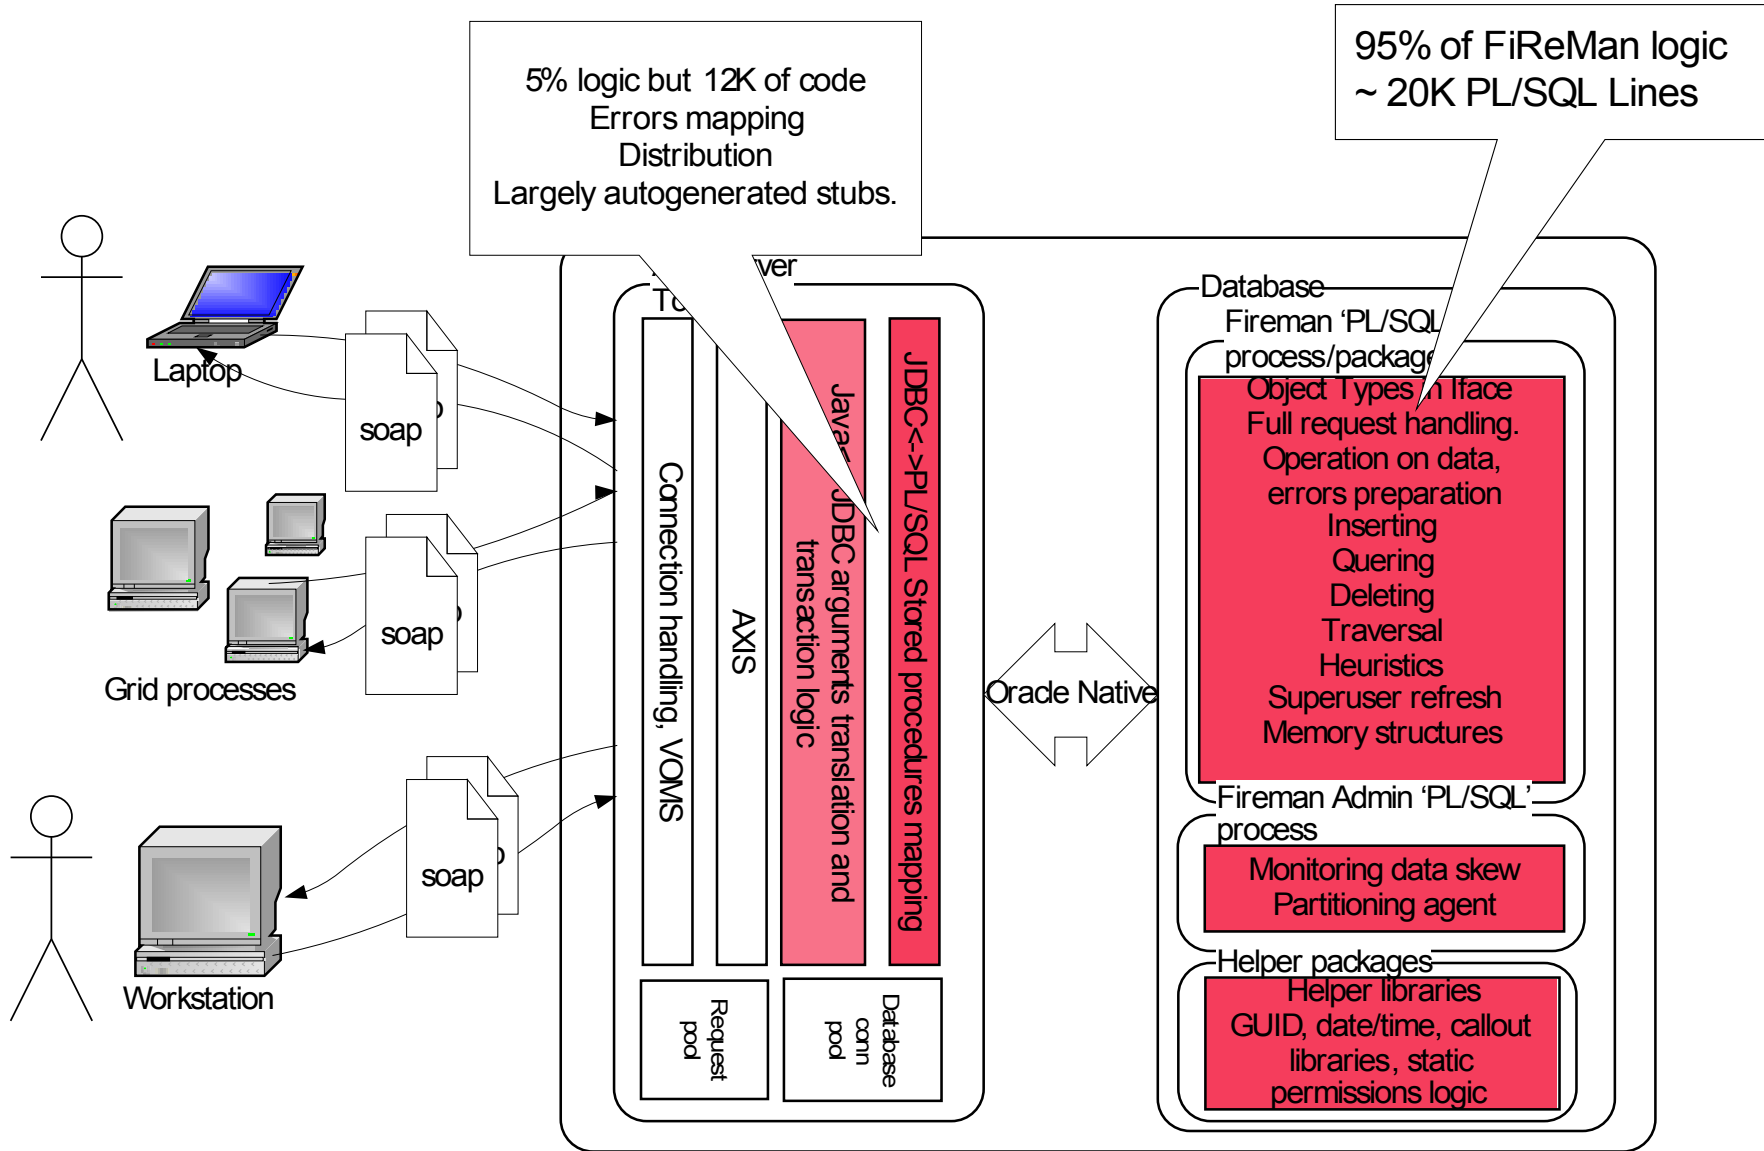 5% logic but 12K of code
Errors mapping
Distribution
Largely autogenerated stubs.
95% of FiReMan logic
~ 20K PL/SQL Lines
Laptop
soap
Grid processes
soap
Workstation
soap
Connection handling, VOMS
AXIS
JDBC arguments translation and
transaction logic
JDBC<->PL/SQL Stored procedures mapping
Request
pool
Database
conn
pool
Oracle Native
Database
Fireman ‘PL/SQL
process/package
Object Types in Iface
Full request handling.
Operation on data,
errors preparation
Inserting
Quering
Deleting
Traversal
Heuristics
Superuser refresh
Memory structures
Fireman Admin ‘PL/SQL’
process
Monitoring data skew
Partitioning agent
Helper packages
Helper libraries
GUID, date/time, callout
libraries, static
permissions logic